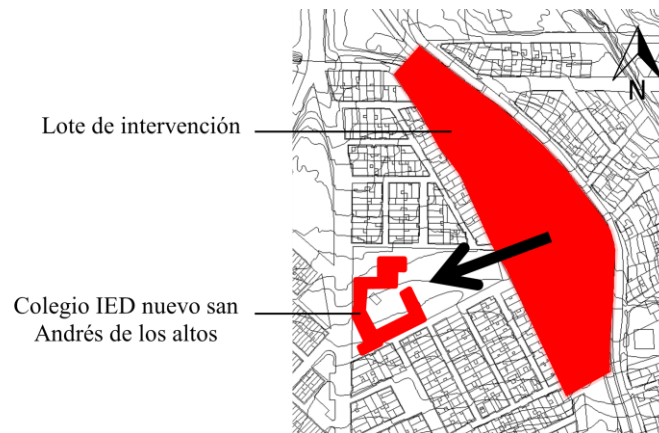 N
Lote de intervención
Colegio IED nuevo san
Andrés de los altos